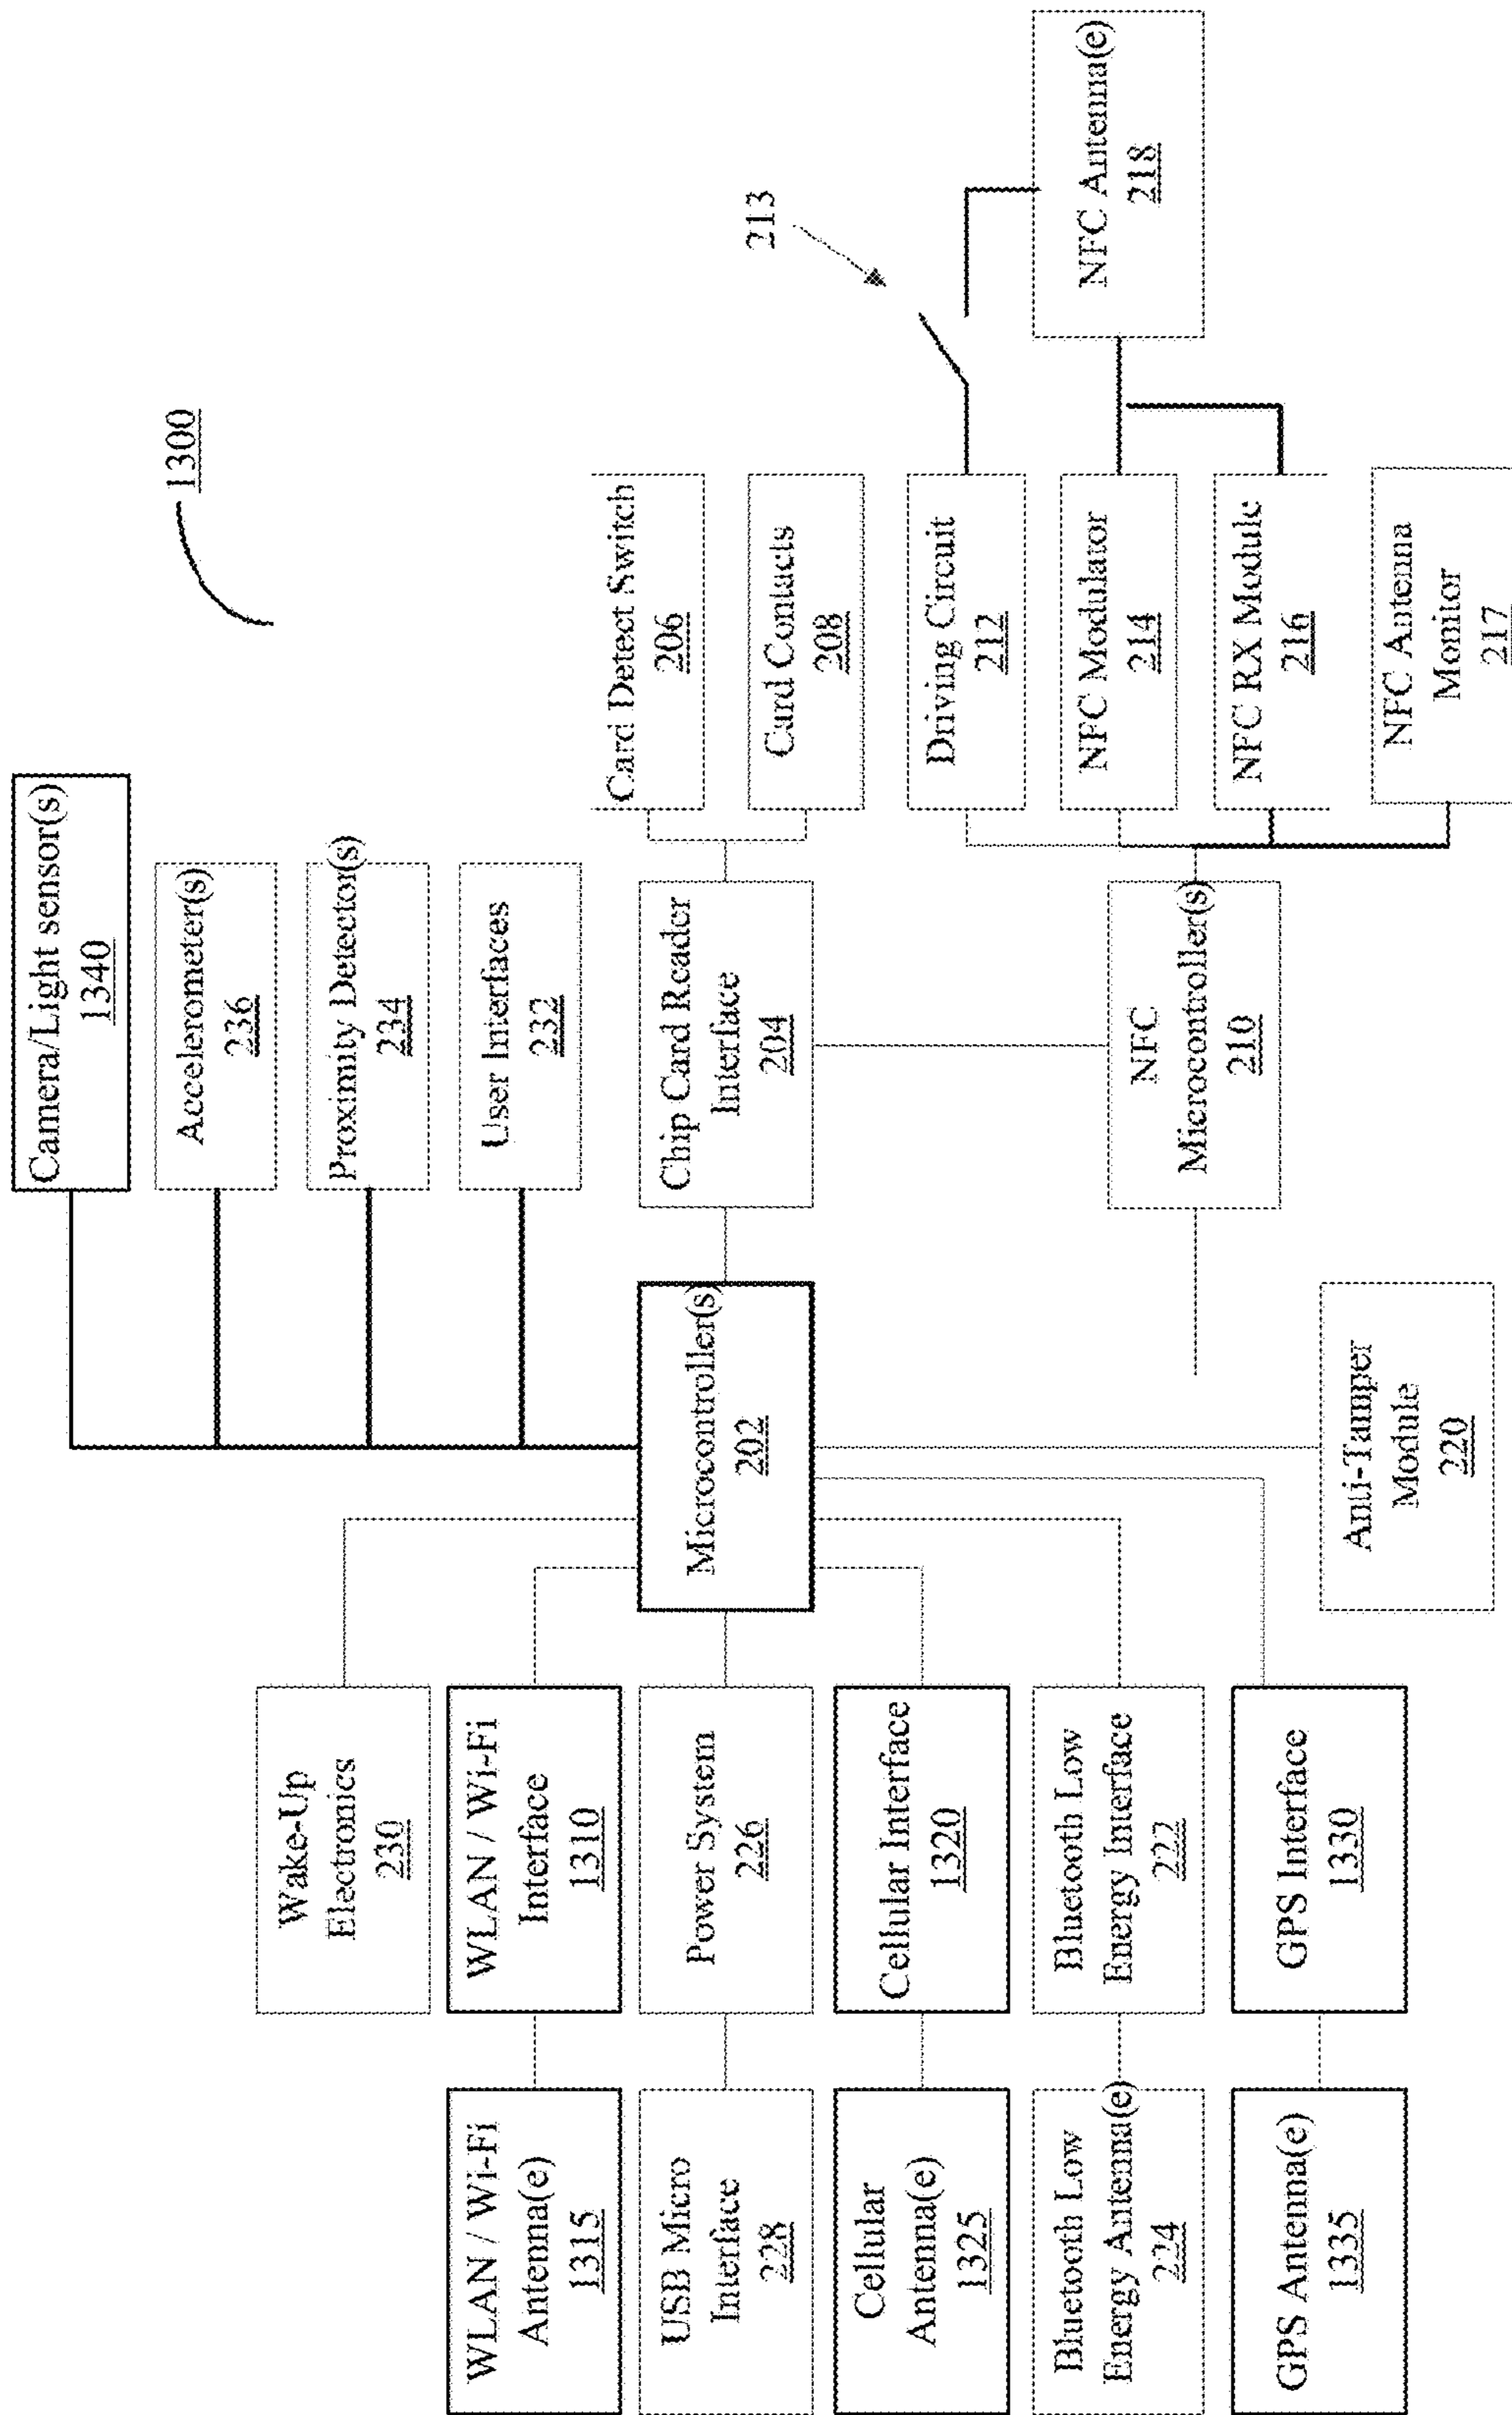 1300
Camera/Light sensor(s)
1340
Accelerometer(s)
236
Proximity Detector(s)
234
User Interfaces
232
Wake-Up
Electronics
230
WLAN / Wi-Fi
Antenna(e)
1315
WLAN / Wi-Fi
Interface
1310
USB Micro
Interface
228
Power System
226
Microcontroller(s)
202
Chip Card Reader
Interface
204
Card Detect Switch
206
Card Contacts
208
Cellular
Antenna(e)
1325
Cellular Interface
1320
Driving Circuit
212
213
Bluetooth Low
Energy Antenna(e)
224
Bluetooth Low
Energy Interface
222
NFC
Microcontroller(s)
210
NFC Modulator
214
NFC Antenna(e)
218
GPS Antenna(e)
1335
GPS Interface
1330
NFC RX Module
216
Anti-Tamper
Module
220
NFC Antenna
Monitor
217